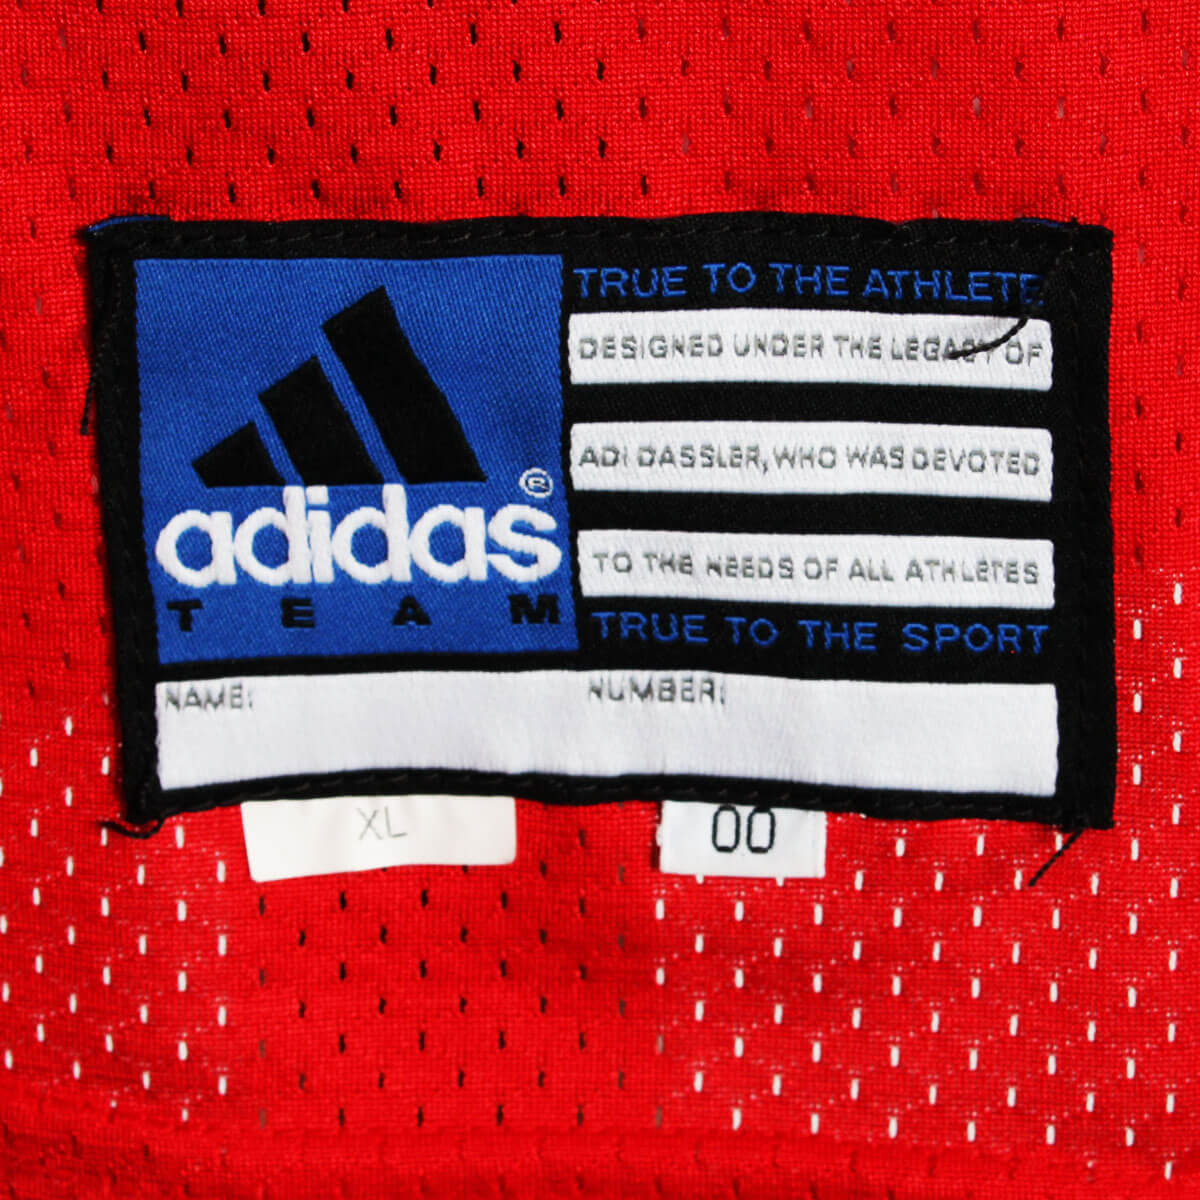 adidas®
TEAM
TRUE TO THE ATHLETE
DESIGNED UNDER THE LEGACY OF
ADI DASSLER, WHO WAS DEVOTED
TO THE NEEDS OF ALL ATHLETES
TRUE TO THE SPORT
NAME: NUMBER:
XL 00